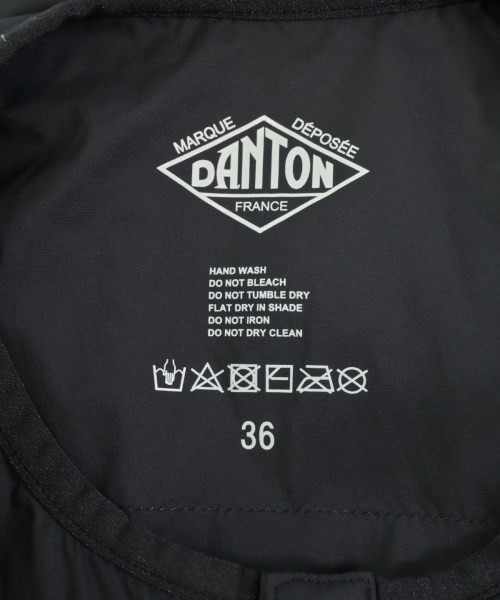 MARQUE DÉPOSÉE
DANTON
FRANCE
HAND WASH
DO NOT BLEACH
DO NOT TUMBLE DRY
FLAT DRY IN SHADE
DO NOT IRON
DO NOT DRY CLEAN
36